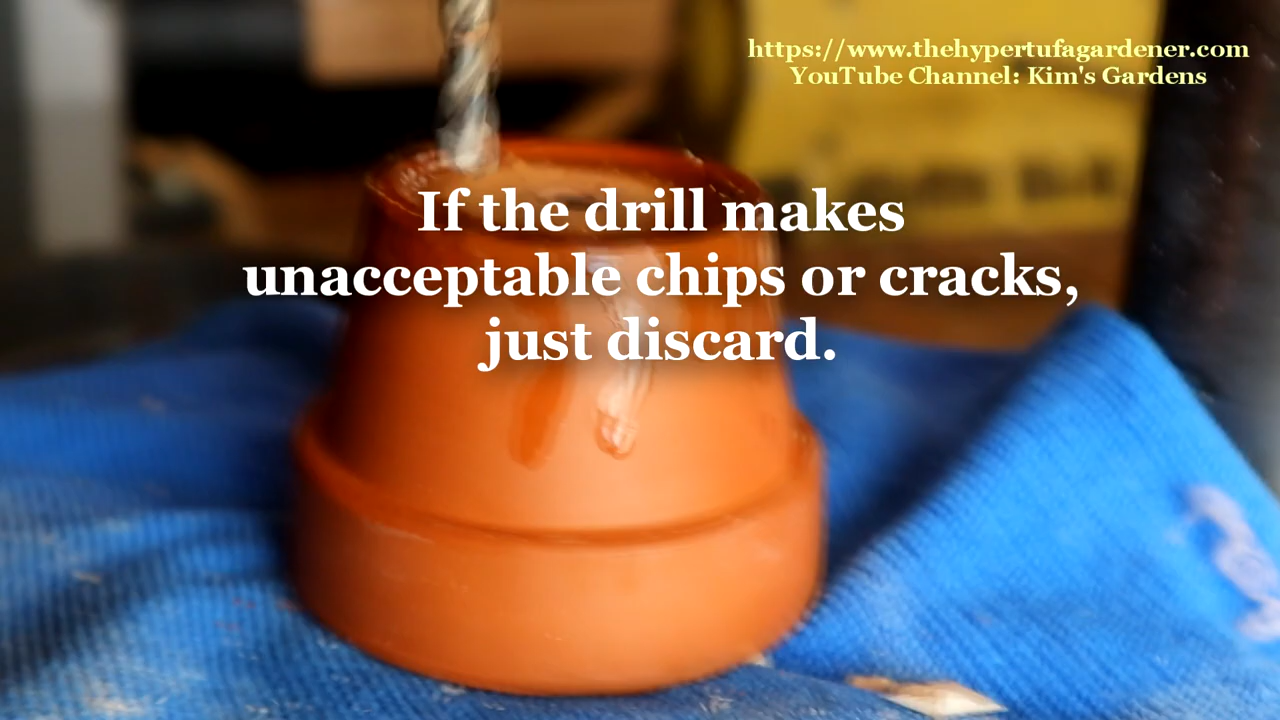 https://www.thehypertufagardener.com
YouTube Channel: Kim's Gardens
If the drill makes
unacceptable chips or cracks,
just discard.